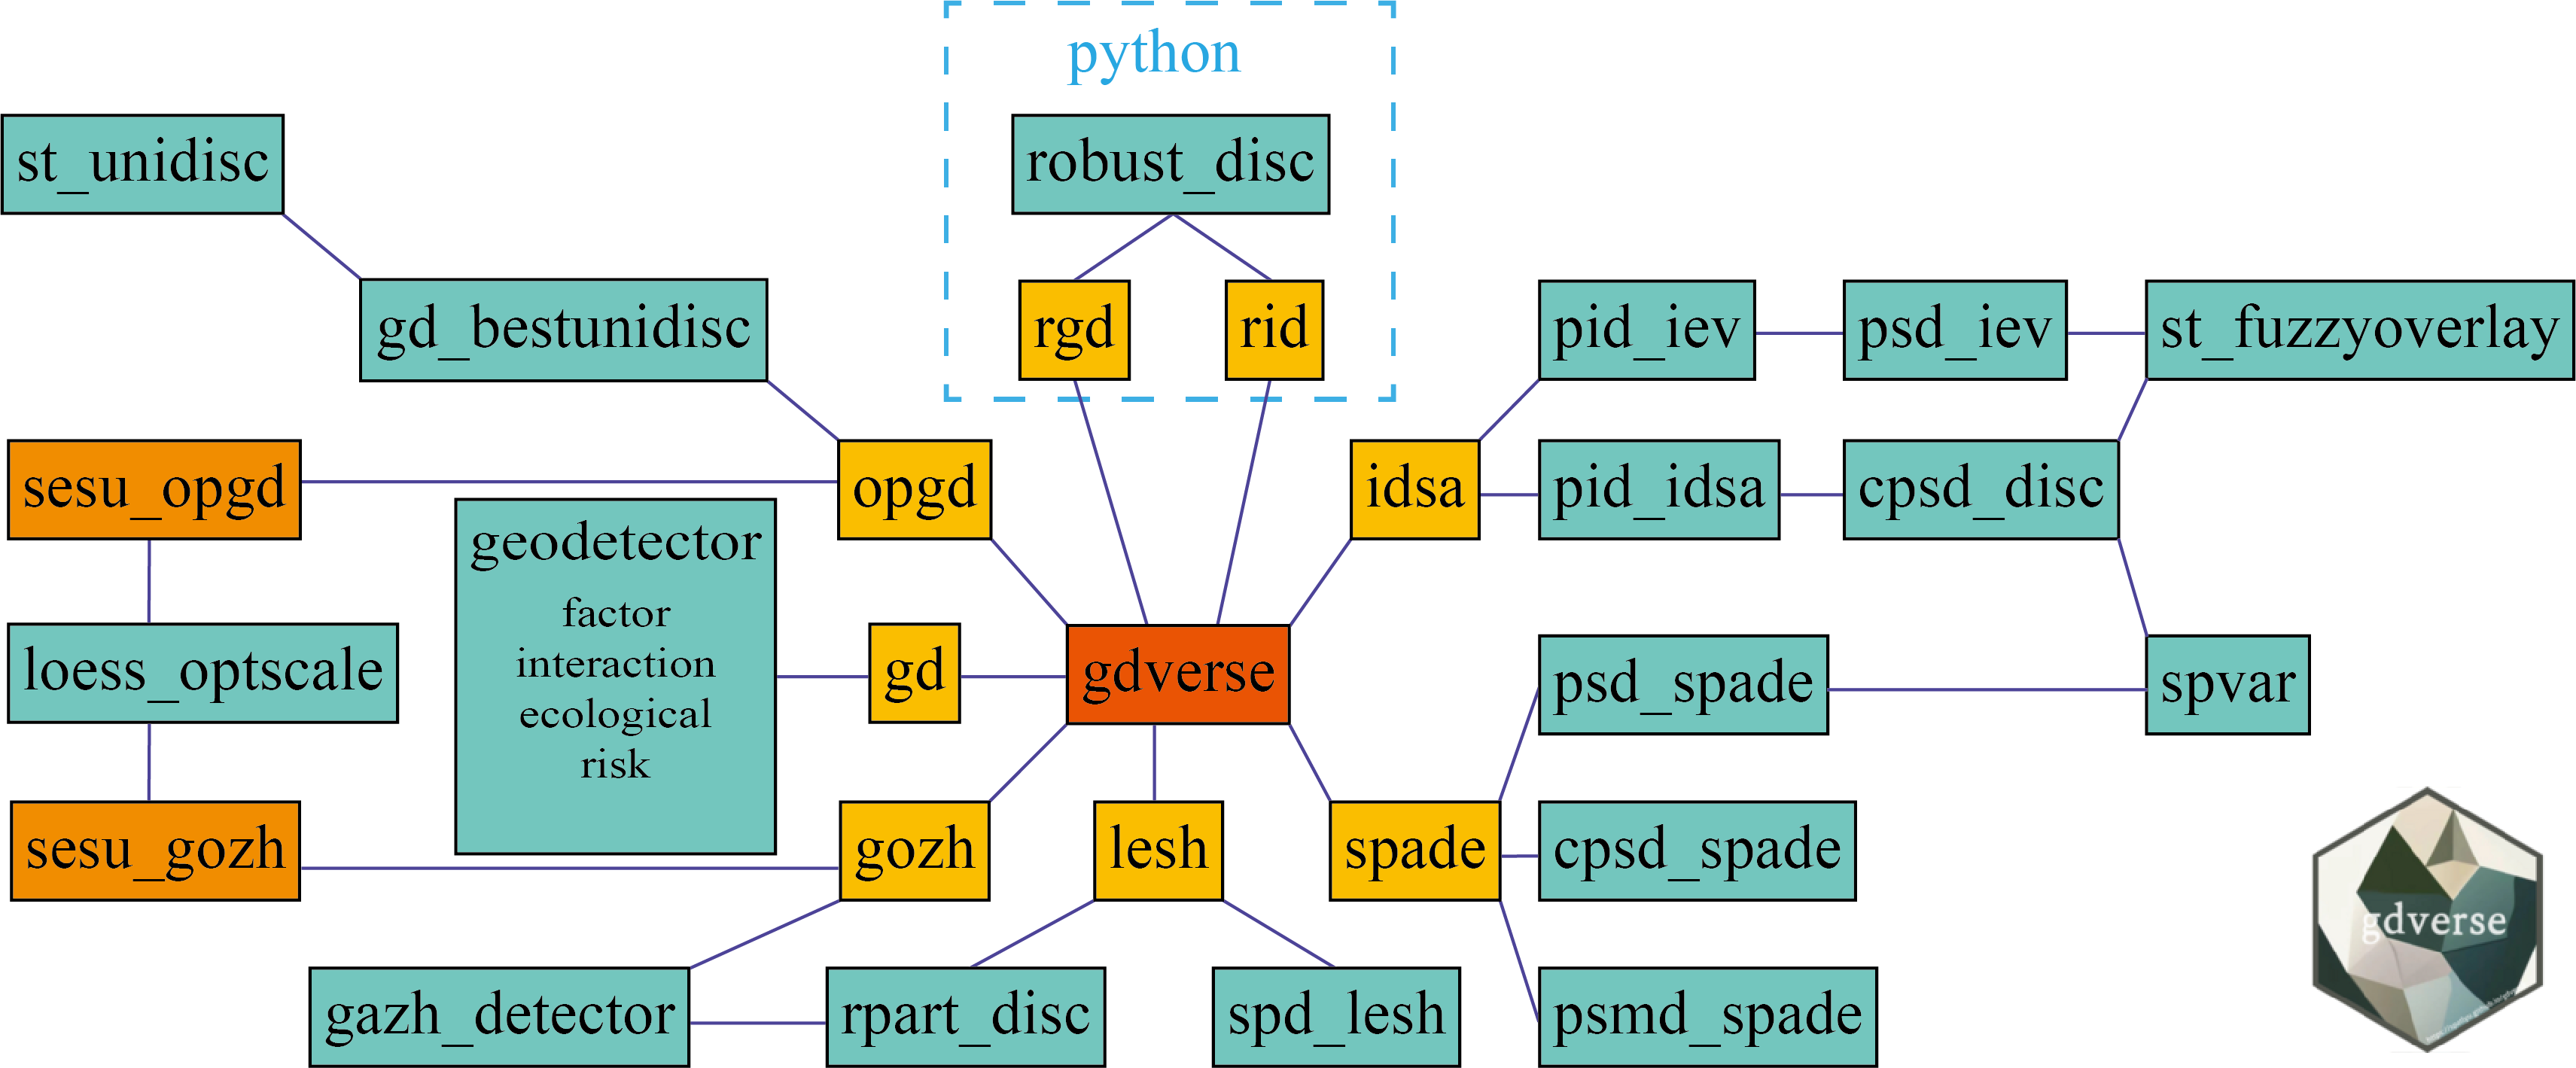 python
st_unidisc
robust_disc
gd_bestunidisc
rgd
rid
pid_iev
psd_iev
st_fuzzyoverlay
sesu_opgd
opgd
idsa
pid_idsa
cpsd_disc
geodetector
factor
interaction
ecological
risk
loess_optscale
gd
gdverse
psd_spade
spvar
sesu_gozh
gozh
lesh
spade
cpsd_spade
gdverse
gazh_detector
rpart_disc
spd_lesh
psmd_spade